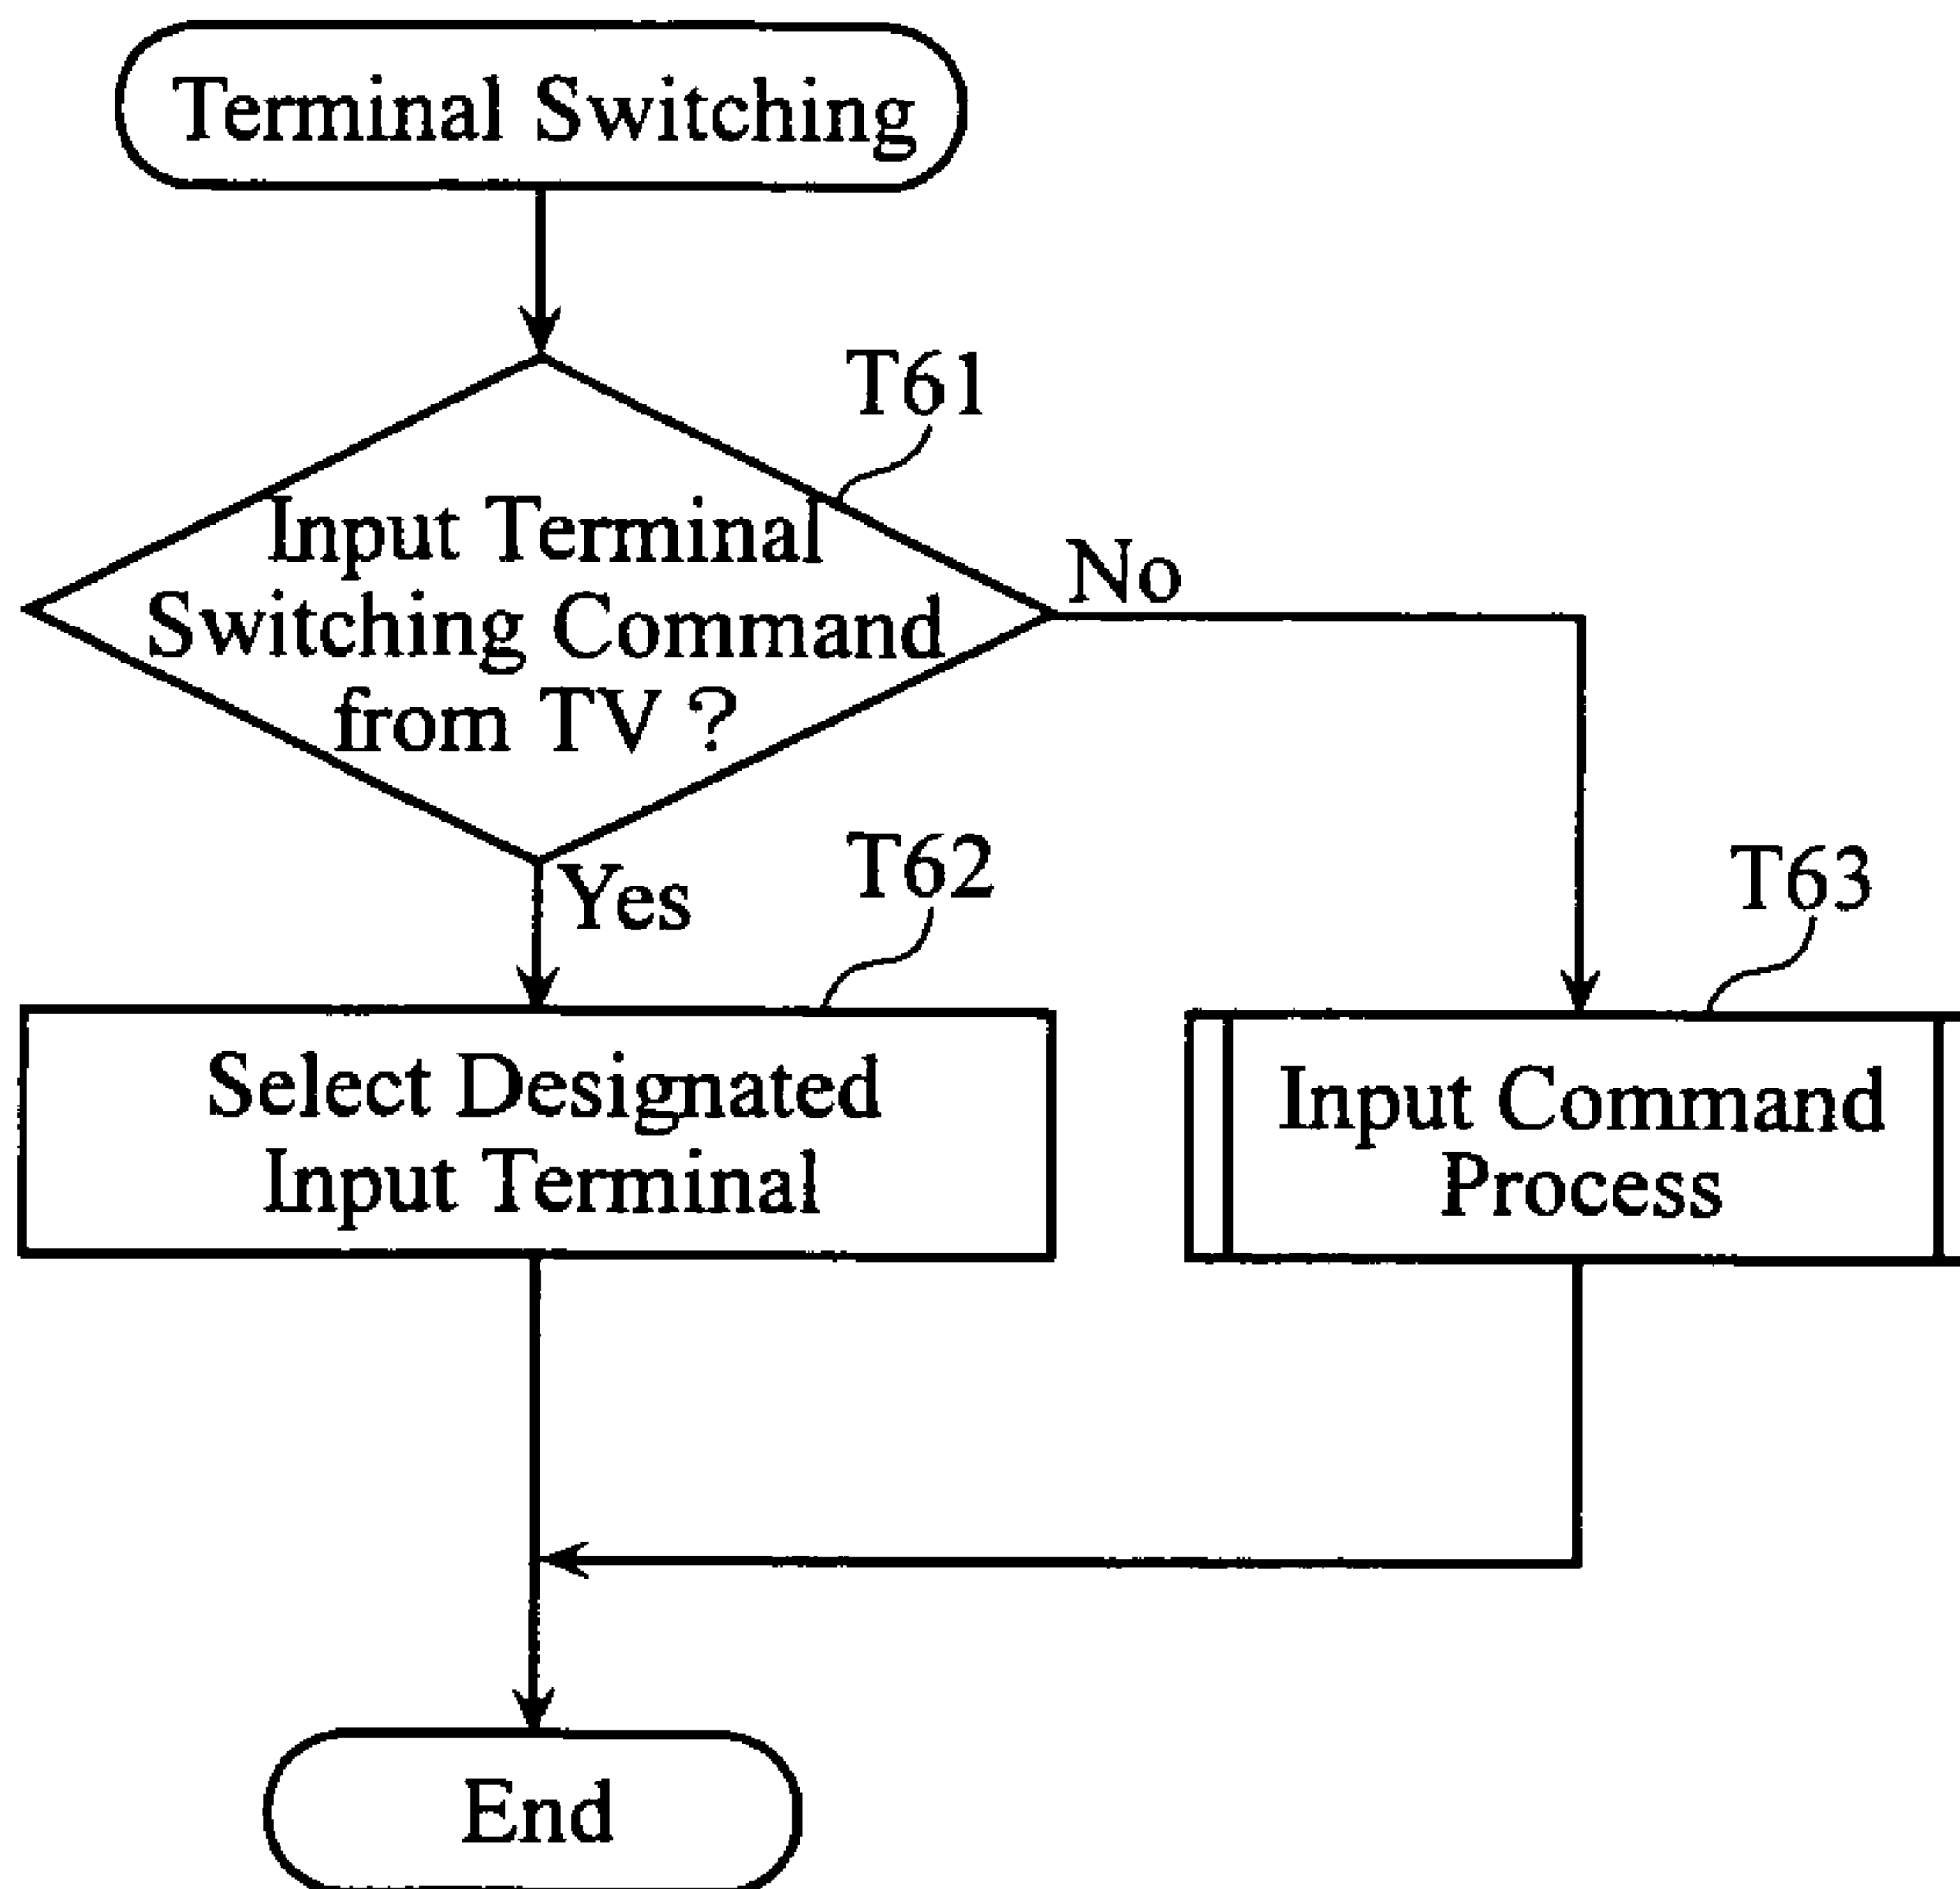 Terminal Switching
T61
Input Terminal
Switching Command
from TV ?
No
Yes
T62
T63
Select Designated
Input Terminal
Input Command
Process
End